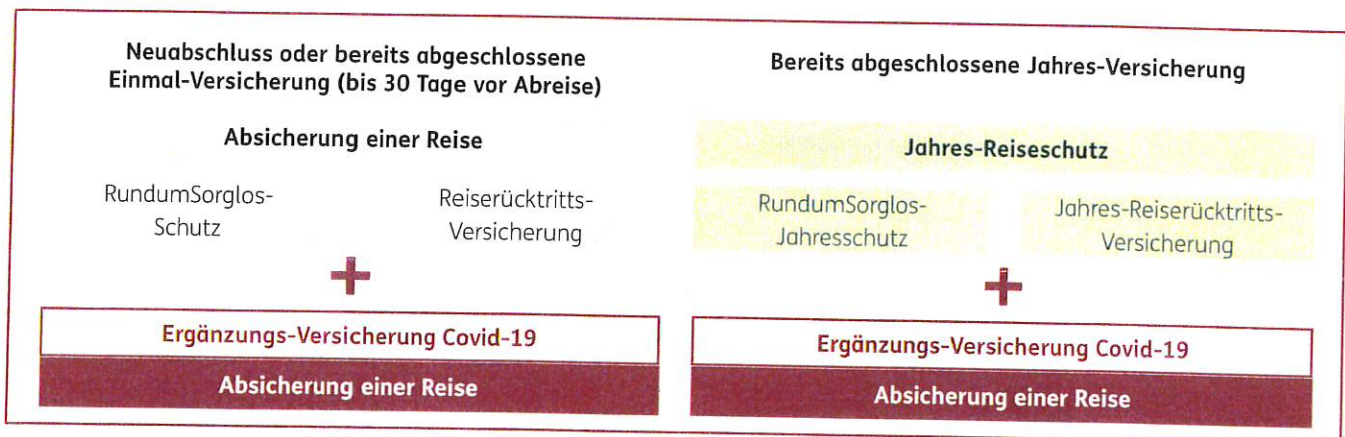 Neuabschluss oder bereits abgeschlossene
Einmal-Versicherung (bis 30 Tage vor Abreise)
Absicherung einer Reise
RundumSorglos-
Schutz
Reiserücktritts-
Versicherung
+
Ergänzungs-Versicherung Covid-19
Absicherung einer Reise
Bereits abgeschlossene Jahres-Versicherung
Jahres-Reiseschutz
RundumSorglos-
Jahresschutz
Jahres-Reiserücktritts-
Versicherung
+
Ergänzungs-Versicherung Covid-19
Absicherung einer Reise